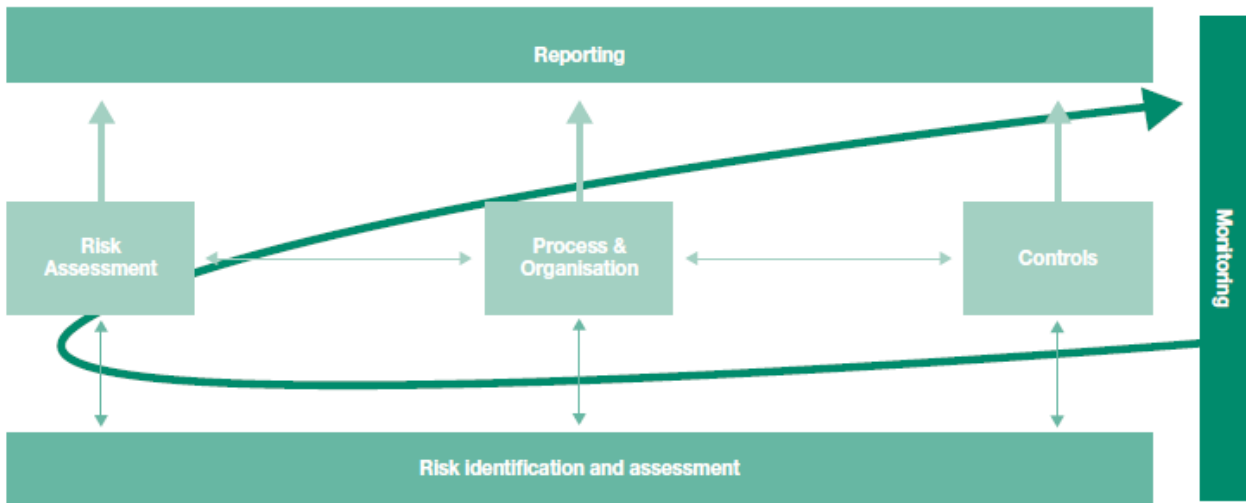 Reporting
Risk
Assessment
Process &
Organisation
Controls
Monitoring
Risk identification and assessment